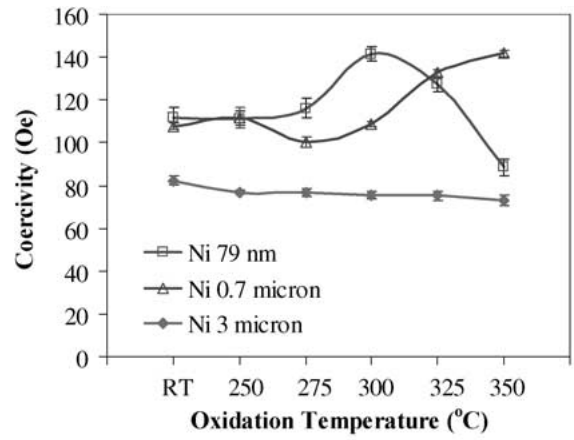 160
140
120
100
80
60
40
20
0
Coercivity (Oe)
Ni 79 nm
Ni 0.7 micron
Ni 3 micron
RT 250 275 300 325 350
Oxidation Temperature (°C)